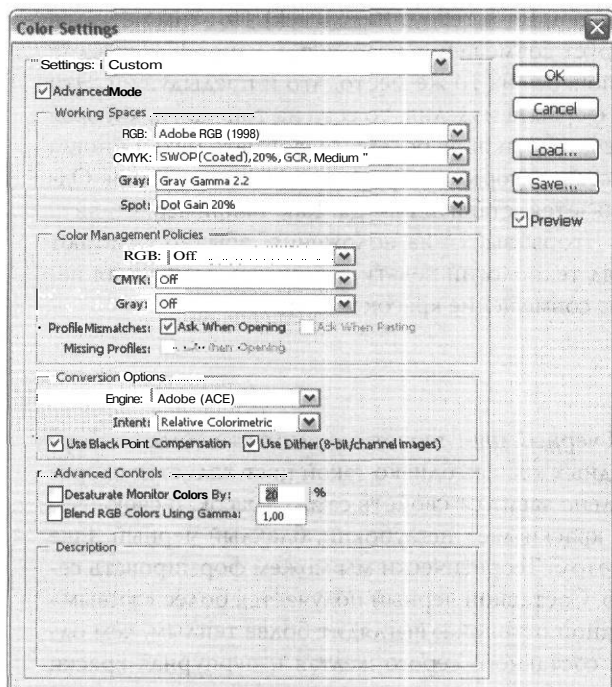 Color Settings
Settings: i Custom
AdvancedMode
Working Spaces
RGB: Adobe RGB (1998)
CMYK: SWOP(Coated),20%, GCR, Medium "
Gray: Gray Gamma 2.2
Spot: Dot Gain 20%
Color Management Policies
RGB: Off
CMYK: Off
Gray: Off
Profile Mismatches: Ask When Opening Ask When Pasting
Missing Profiles: When Opening
Conversion Options
Engine: Adobe (ACE)
Intent: Relative Colorimetric
Use Black Point Compensation Use Dither (8-bit/channel images)
Advanced Controls
Desaturate Monitor Colors By: 20 %
Blend RGB Colors Using Gamma: 1,00
Description
OK
Cancel
Load...
Save...
Preview